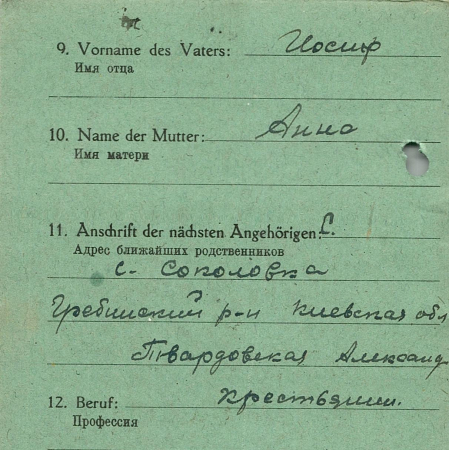 9. Vorname des Vaters: Иосиф
Имя отца
10. Name der Mutter: Анна
Имя матери
11. Anschrift der nächsten Angehörigen: С.
Адрес ближайших родственников
с. Соколовка
Гребинский р-н Киевская обл
Твардовская Александ
12. Beruf: крестьянин.
Профессия